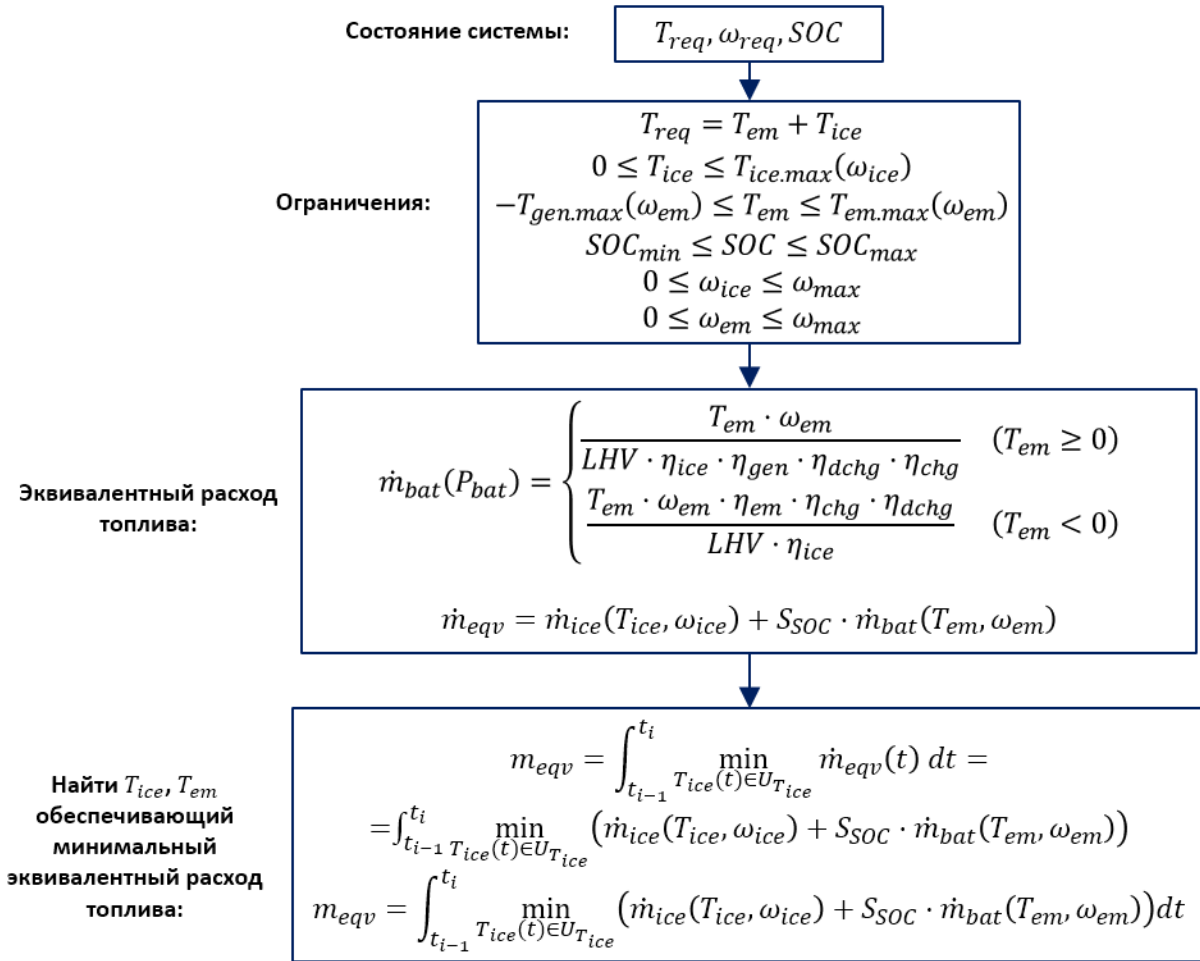 Состояние системы:
T_req, ω_req, SOC
Ограничения:
T_req = T_em + T_ice
0 ≤ T_ice ≤ T_ice.max(ω_ice)
−T_gen.max(ω_em) ≤ T_em ≤ T_em.max(ω_em)
SOC_min ≤ SOC ≤ SOC_max
0 ≤ ω_ice ≤ ω_max
0 ≤ ω_em ≤ ω_max
Эквивалентный расход
топлива:
ṁ_bat(P_bat) = {
T_em · ω_em
LHV · η_ice · η_gen · η_dchg · η_chg
(T_em ≥ 0)
T_em · ω_em · η_em · η_chg · η_dchg
LHV · η_ice
(T_em < 0)
ṁ_eqv = ṁ_ice(T_ice, ω_ice) + S_SOC · ṁ_bat(T_em, ω_em)
Найти T_ice, T_em
обеспечивающий
минимальный
эквивалентный расход
топлива:
m_eqv = ∫_{t_{i−1}}^{t_i} min_{T_ice(t)∈U_{T_ice}} ṁ_eqv(t) dt =
=∫_{t_{i−1}}^{t_i} min_{T_ice(t)∈U_{T_ice}} (ṁ_ice(T_ice, ω_ice) + S_SOC · ṁ_bat(T_em, ω_em))
m_eqv = ∫_{t_{i−1}}^{t_i} min_{T_ice(t)∈U_{T_ice}} (ṁ_ice(T_ice, ω_ice) + S_SOC · ṁ_bat(T_em, ω_em))dt